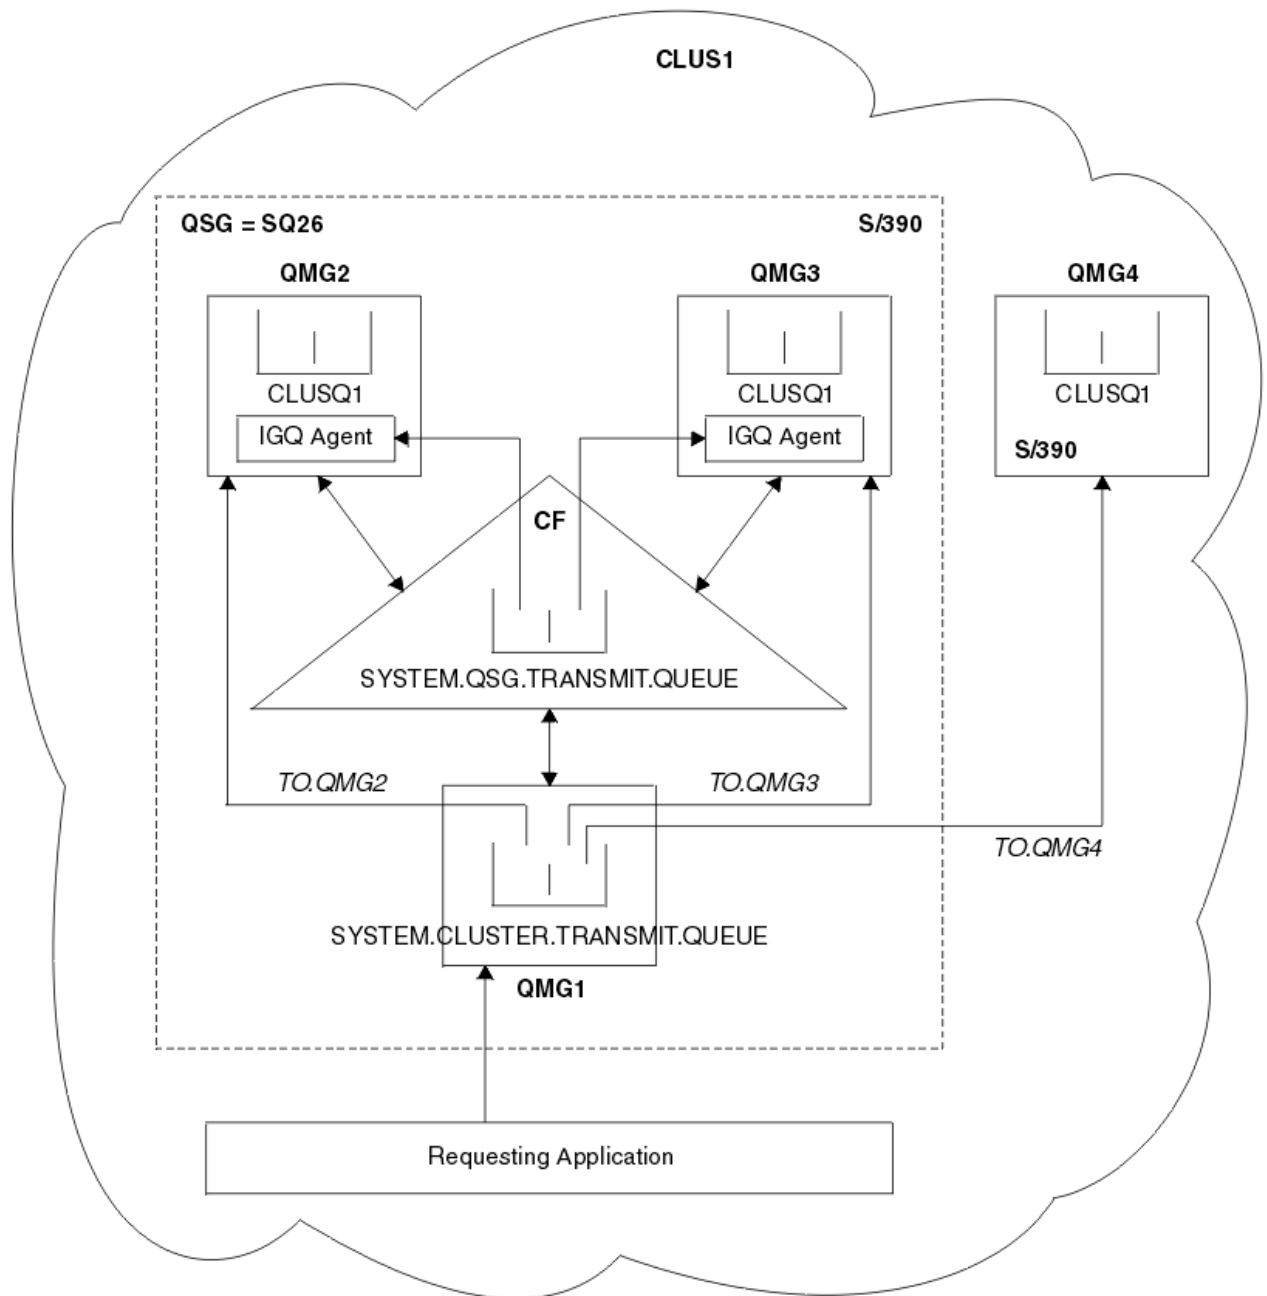 CLUS1
QSG = SQ26
S/390
QMG2
QMG3
QMG4
CLUSQ1
CLUSQ1
CLUSQ1
IGQ Agent
IGQ Agent
S/390
CF
SYSTEM.QSG.TRANSMIT.QUEUE
TO.QMG2
TO.QMG3
TO.QMG4
SYSTEM.CLUSTER.TRANSMIT.QUEUE
QMG1
Requesting Application